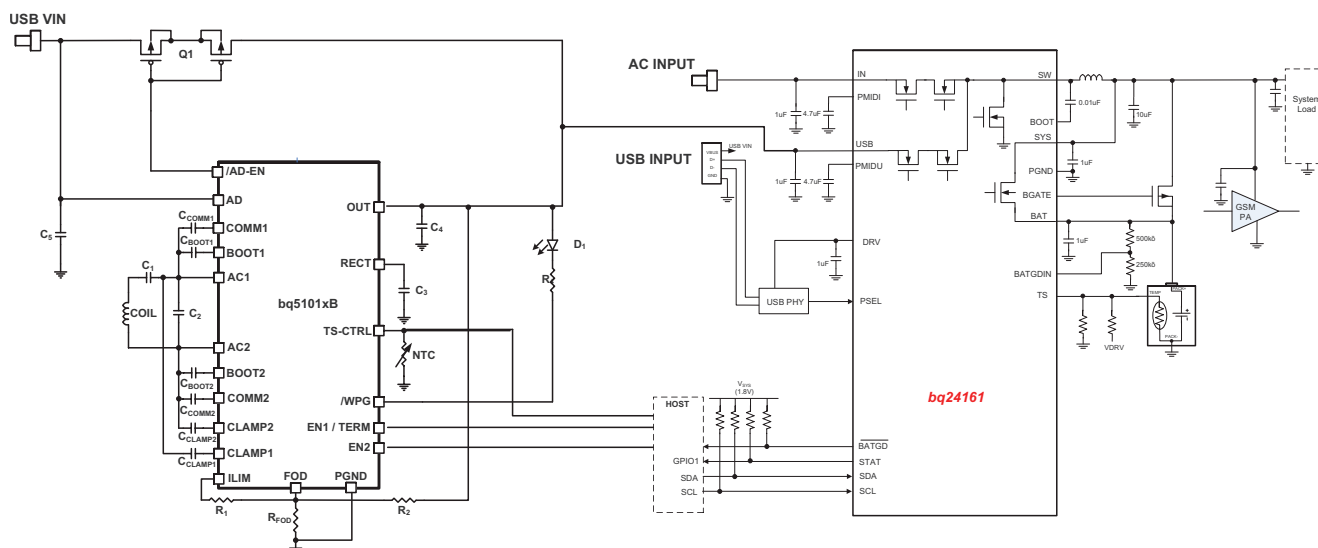 USB VIN
Q1
/AD-EN
AD
C5
CCOMM1
COMM1
CBOOT1
BOOT1
C1
AC1
COIL
C2
AC2
BOOT2
CBOOT2
COMM2
CCOMM2
CLAMP2
CCLAMP2
CLAMP1
CCLAMP1
ILIM
FOD
PGND
R1
RFOD
R2
bq5101xB
OUT
C4
D1
RECT
C3
TS-CTRL
NTC
/WPG
EN1 / TERM
EN2
AC INPUT
1uF
4.7uF
IN
PMIDI
USB INPUT
VBUS
D+
D-
GND
USB VIN
1uF
4.7uF
USB
PMIDU
1uF
DRV
USB PHY
PSEL
HOST
VSYS
(1.8V)
GPIO1
SDA
SCL
BATGD
STAT
SDA
SCL
bq24161
SW
0.01uF
BOOT
10uF
SYS
1uF
PGND
BGATE
BAT
1uF
500kδ
250kδ
BATGDIN
TS
VDRV
TEMP
PACK+
PACK-
GSM
PA
System
Load